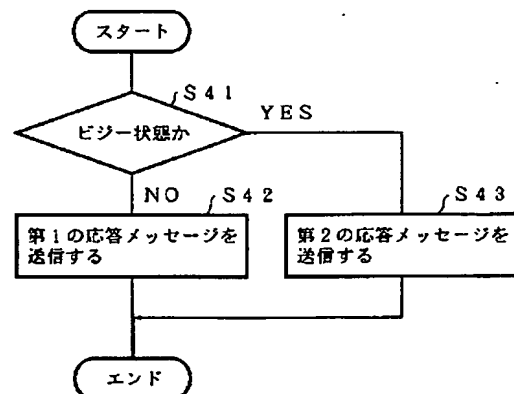 スタート
S41
ビジー状態か
YES
NO
S42
S43
第1の応答メッセージを
送信する
第2の応答メッセージを
送信する
エンド